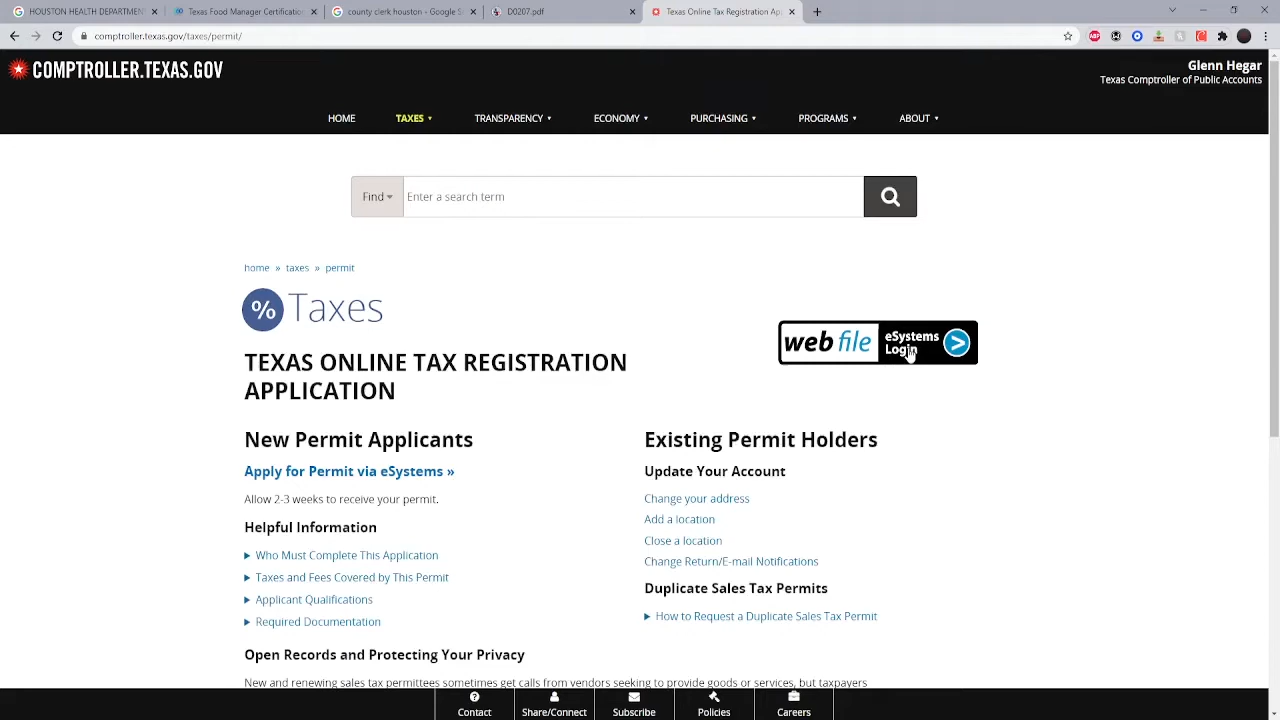 HOUSTON HEALTH DEPARTMENT
Texas Food Manager Certification
county clerk houston - Google S
D0207.pdf
Texas Online Tax Registration Ap
comptroller.texas.gov/taxes/permit/
COMPTROLLER.TEXAS.GOV
Glenn Hegar
Texas Comptroller of Public Accounts
HOME
TAXES
TRANSPARENCY
ECONOMY
PURCHASING
PROGRAMS
ABOUT
Find
Enter a search term
home » taxes » permit
% Taxes
web file
eSystems
Login
TEXAS ONLINE TAX REGISTRATION
APPLICATION
New Permit Applicants
Apply for Permit via eSystems »
Allow 2-3 weeks to receive your permit.
Helpful Information
Who Must Complete This Application
Taxes and Fees Covered by This Permit
Applicant Qualifications
Required Documentation
Existing Permit Holders
Update Your Account
Change your address
Add a location
Close a location
Change Return/E-mail Notifications
Duplicate Sales Tax Permits
How to Request a Duplicate Sales Tax Permit
Open Records and Protecting Your Privacy
New and renewing sales tax permittees sometimes get calls from vendors seeking to provide goods or services, but taxpayers
Contact
Share/Connect
Subscribe
Policies
Careers